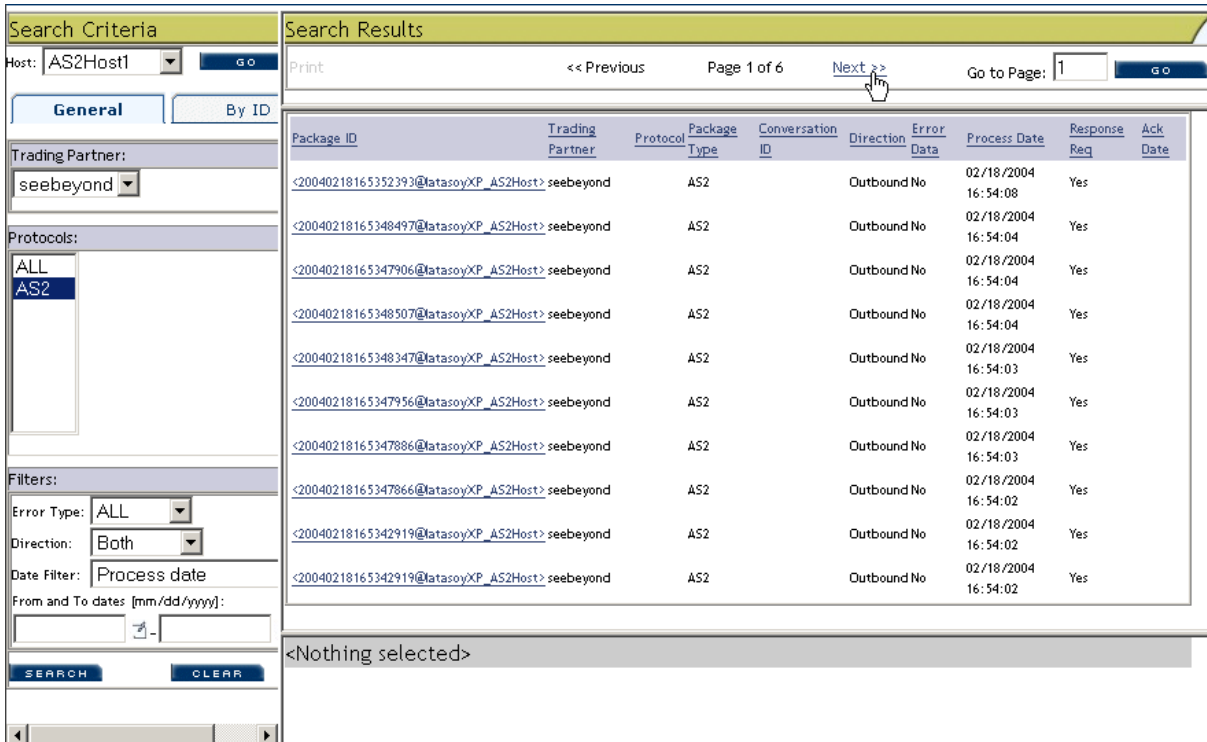 Search Criteria
Host: AS2Host1 GO
General By ID
Trading Partner:
seebeyond
Protocols:
ALL
AS2
Filters:
Error Type: ALL
Direction: Both
Date Filter: Process date
From and To dates [mm/dd/yyyy]:
-
SEARCH CLEAR
Search Results
Print << Previous Page 1 of 6 Next >> Go to Page: 1 GO
Package ID Trading Partner Protocol Package Type Conversation ID Direction Error Data Process Date Response Req Ack Date
<20040218165352393@latasoyXP_AS2Host> seebeyond AS2 Outbound No 02/18/2004 16:54:08 Yes
<20040218165348497@latasoyXP_AS2Host> seebeyond AS2 Outbound No 02/18/2004 16:54:04 Yes
<20040218165347906@latasoyXP_AS2Host> seebeyond AS2 Outbound No 02/18/2004 16:54:04 Yes
<20040218165348507@latasoyXP_AS2Host> seebeyond AS2 Outbound No 02/18/2004 16:54:04 Yes
<20040218165348347@latasoyXP_AS2Host> seebeyond AS2 Outbound No 02/18/2004 16:54:03 Yes
<20040218165347956@latasoyXP_AS2Host> seebeyond AS2 Outbound No 02/18/2004 16:54:03 Yes
<20040218165347886@latasoyXP_AS2Host> seebeyond AS2 Outbound No 02/18/2004 16:54:03 Yes
<20040218165347866@latasoyXP_AS2Host> seebeyond AS2 Outbound No 02/18/2004 16:54:02 Yes
<20040218165342919@latasoyXP_AS2Host> seebeyond AS2 Outbound No 02/18/2004 16:54:02 Yes
<20040218165342919@latasoyXP_AS2Host> seebeyond AS2 Outbound No 02/18/2004 16:54:02 Yes
<Nothing selected>